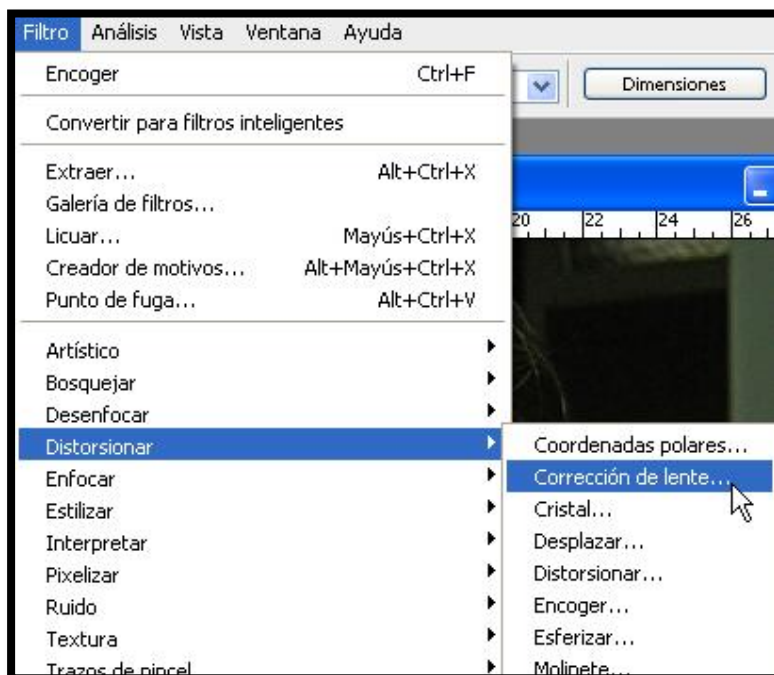 Filtro Análisis Vista Ventana Ayuda
Encoger Ctrl+F
Dimensiones
Convertir para filtros inteligentes
Extraer... Alt+Ctrl+X
Galería de filtros...
20 22 24 26
Licuar... Mayús+Ctrl+X
Creador de motivos... Alt+Mayús+Ctrl+X
Punto de fuga... Alt+Ctrl+V
Artístico
Bosquejar
Desenfocar
Distorsionar
Enfocar
Estilizar
Interpretar
Pixelizar
Ruido
Textura
Trazos de pincel
Coordenadas polares...
Corrección de lente...
Cristal...
Desplazar...
Distorsionar...
Encoger...
Esferizar...
Molinete...